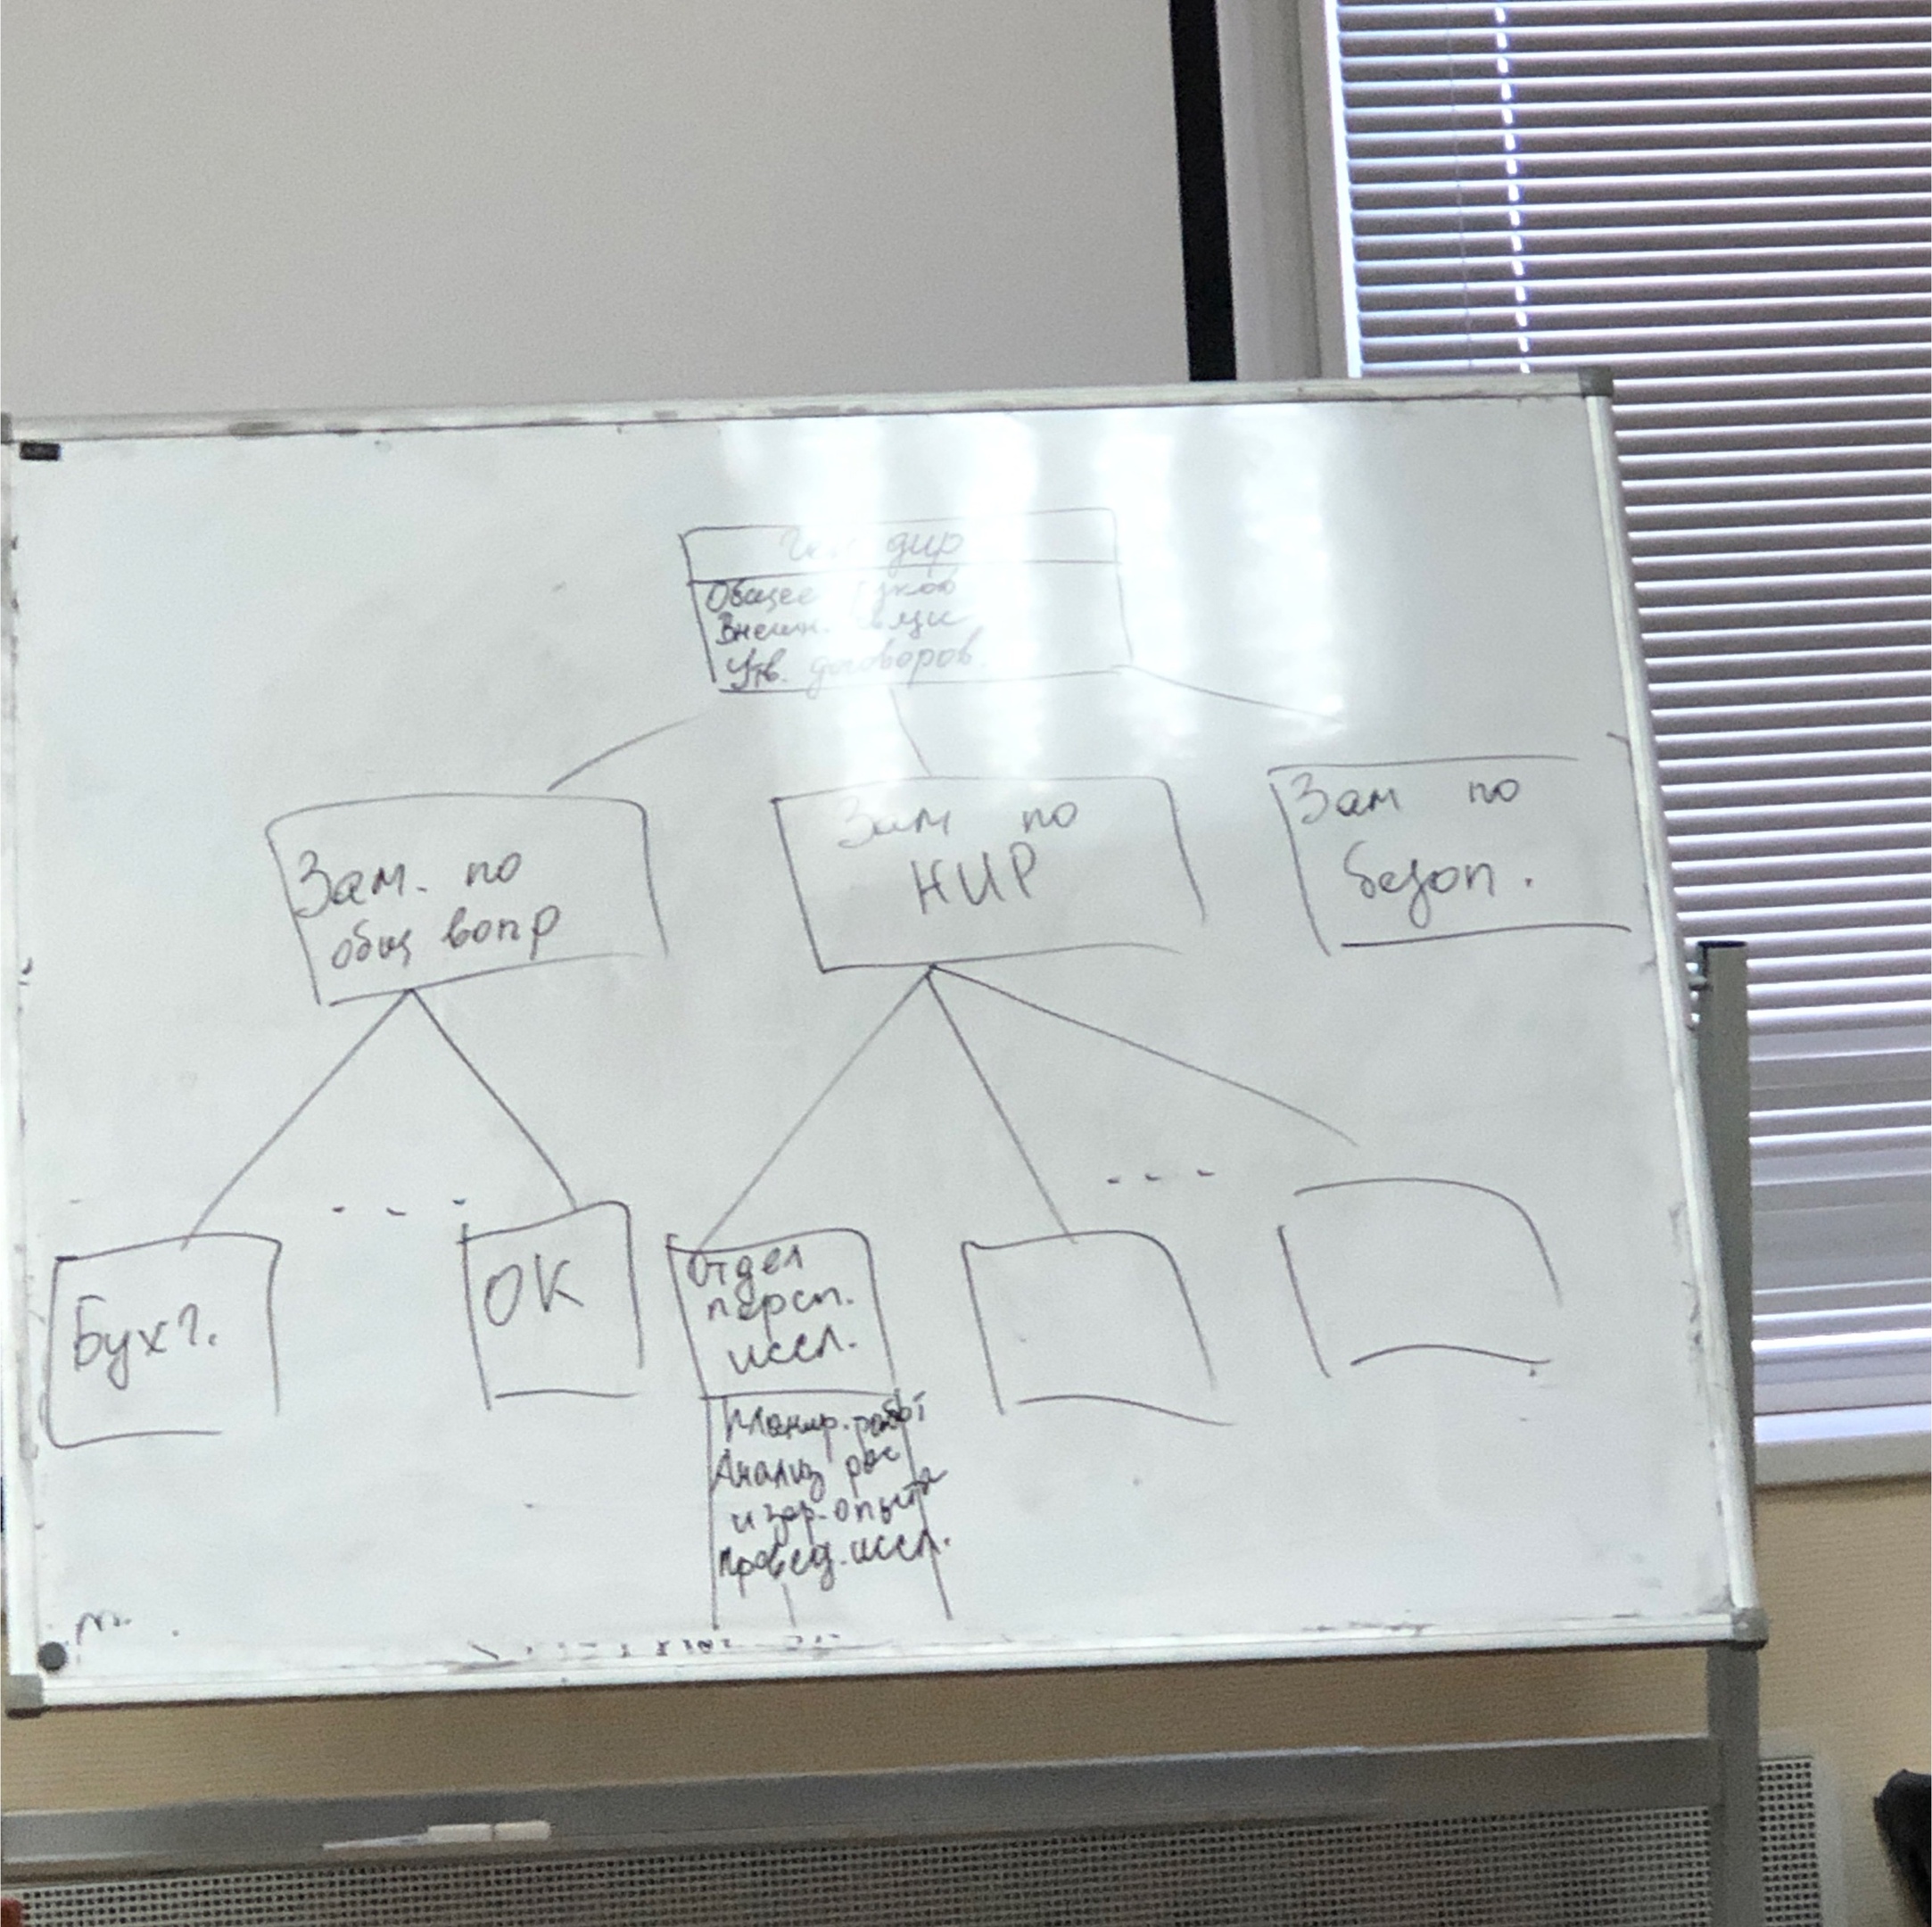 Ген дир
Общее руков
Внешн. связи
Утв. договоров.
Зам. по
общ вопр
Зам по
НИР
Зам по
безоп.
Бухг.
. . .
ОК
Отдел
персп.
иссл.
- - -
Планир. работ
Анализ рос
и зар. опыта
Провед. иссл.